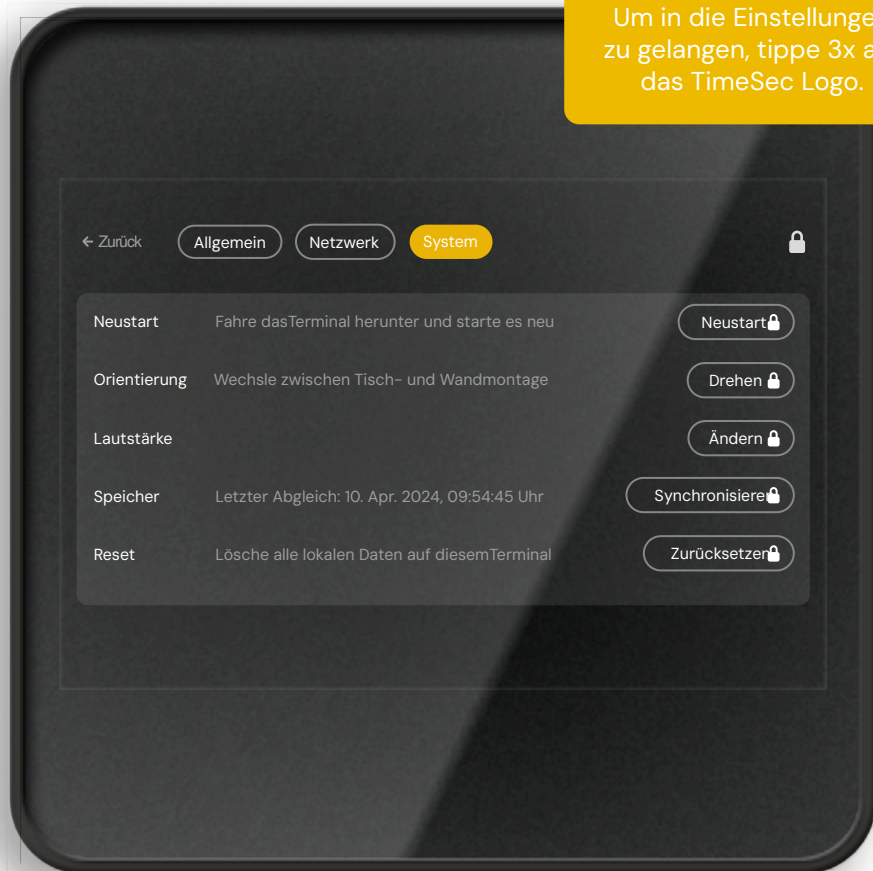 Um in die Einstellunge
zu gelangen, tippe 3x a
das TimeSec Logo.
← Zurück Allgemein Netzwerk System
Neustart Fahre dasTerminal herunter und starte es neu Neustart
Orientierung Wechsle zwischen Tisch- und Wandmontage Drehen
Lautstärke Ändern
Speicher Letzter Abgleich: 10. Apr. 2024, 09:54:45 Uhr Synchronisieren
Reset Lösche alle lokalen Daten auf diesemTerminal Zurücksetzen